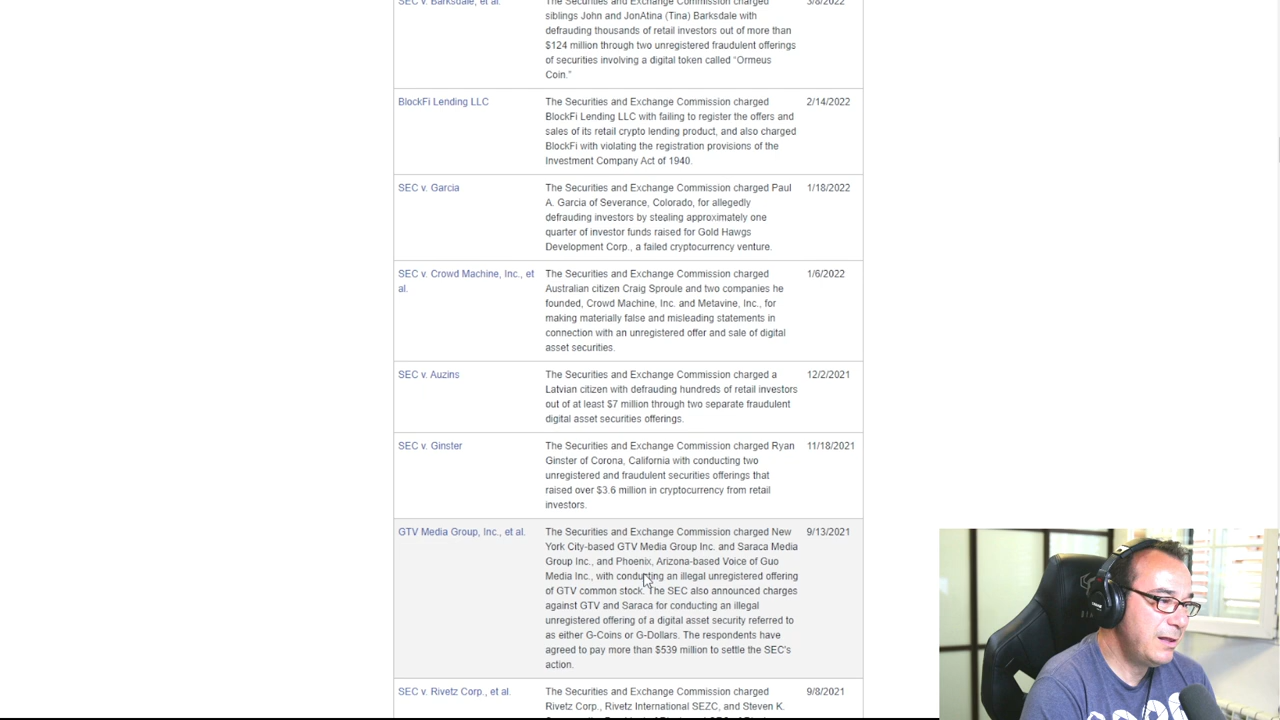 SEC v. Barksdale, et al.
The Securities and Exchange Commission charged
3/8/2022
siblings John and JonAtina (Tina) Barksdale with
defrauding thousands of retail investors out of more than
$124 million through two unregistered fraudulent offerings
of securities involving a digital token called “Ormeus
Coin.”
BlockFi Lending LLC
The Securities and Exchange Commission charged
2/14/2022
BlockFi Lending LLC with failing to register the offers and
sales of its retail crypto lending product, and also charged
BlockFi with violating the registration provisions of the
Investment Company Act of 1940.
SEC v. Garcia
The Securities and Exchange Commission charged Paul
1/18/2022
A. Garcia of Severance, Colorado, for allegedly
defrauding investors by stealing approximately one
quarter of investor funds raised for Gold Hawgs
Development Corp., a failed cryptocurrency venture.
SEC v. Crowd Machine, Inc., et
al.
The Securities and Exchange Commission charged
1/6/2022
Australian citizen Craig Sproule and two companies he
founded, Crowd Machine, Inc. and Metavine, Inc., for
making materially false and misleading statements in
connection with an unregistered offer and sale of digital
asset securities.
SEC v. Auzins
The Securities and Exchange Commission charged a
12/2/2021
Latvian citizen with defrauding hundreds of retail investors
out of at least $7 million through two separate fraudulent
digital asset securities offerings.
SEC v. Ginster
The Securities and Exchange Commission charged Ryan
11/18/2021
Ginster of Corona, California with conducting two
unregistered and fraudulent securities offerings that
raised over $3.6 million in cryptocurrency from retail
investors.
GTV Media Group, Inc., et al.
The Securities and Exchange Commission charged New
9/13/2021
York City-based GTV Media Group Inc. and Saraca Media
Group Inc., and Phoenix, Arizona-based Voice of Guo
Media Inc., with conducting an illegal unregistered offering
of GTV common stock. The SEC also announced charges
against GTV and Saraca for conducting an illegal
unregistered offering of a digital asset security referred to
as either G-Coins or G-Dollars. The respondents have
agreed to pay more than $539 million to settle the SEC's
action.
SEC v. Rivetz Corp., et al.
The Securities and Exchange Commission charged
9/8/2021
Rivetz Corp., Rivetz International SEZC, and Steven K.